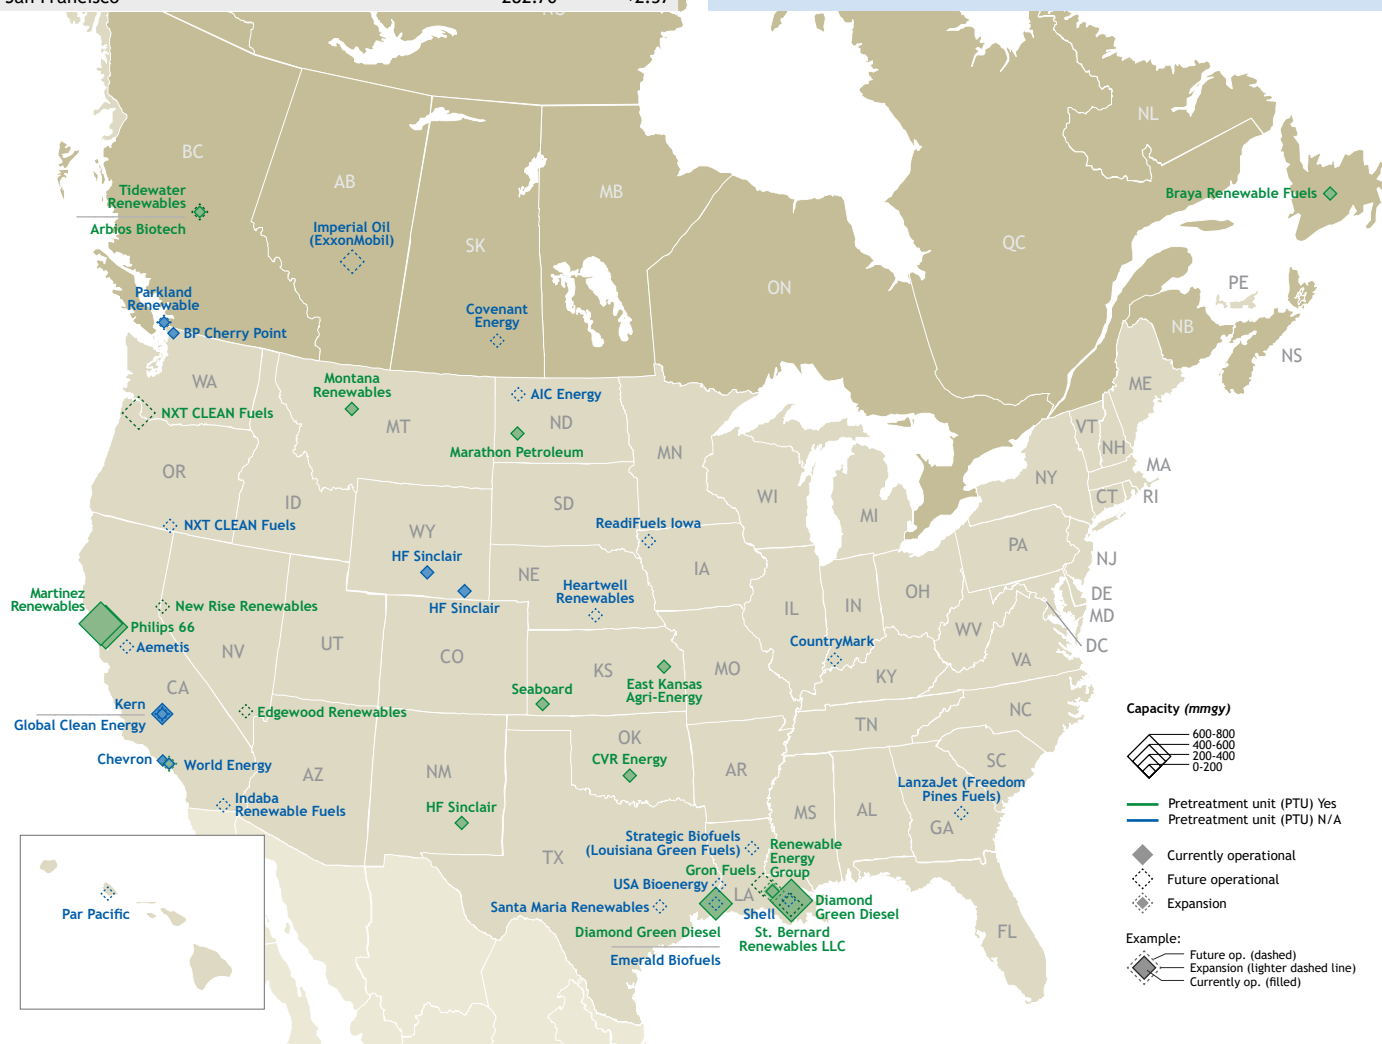 BC
AB
SK
MB
ON
QC
NL
PE
NB
NS
Tidewater
Renewables
Arbios Biotech
Imperial Oil
(ExxonMobil)
Braya Renewable Fuels
Parkland
Renewable
BP Cherry Point
Covenant
Energy
WA
NXT CLEAN Fuels
Montana
Renewables
MT
AIC Energy
ND
Marathon Petroleum
MN
OR
ID
WY
SD
WI
MI
NY
VT
NH
ME
MA
CT
RI
NXT CLEAN Fuels
HF Sinclair
HF Sinclair
NE
Heartwell
Renewables
ReadiFuels Iowa
IA
PA
NJ
DE
MD
DC
Martinez
Renewables
Philips 66
New Rise Renewables
Aemetis
NV
UT
CO
KS
MO
IL
IN
OH
WV
VA
KY
CountryMark
CA
Kern
Global Clean Energy
Edgewood Renewables
Seaboard
East Kansas
Agri-Energy
Chevron
World Energy
Indaba
Renewable Fuels
AZ
NM
HF Sinclair
OK
CVR Energy
AR
TN
NC
SC
MS
AL
GA
LanzaJet (Freedom
Pines Fuels)
TX
Strategic Biofuels
(Louisiana Green Fuels)
Gron Fuels
Renewable
Energy
Group
USA Bioenergy
LA
Santa Maria Renewables
Shell
Diamond
Green Diesel
Diamond Green Diesel
St. Bernard
Renewables LLC
Emerald Biofuels
FL
Par Pacific
Capacity (mmgy)
600-800
400-600
200-400
0-200
Pretreatment unit (PTU) Yes
Pretreatment unit (PTU) N/A
Currently operational
Future operational
Expansion
Example:
Future op. (dashed)
Expansion (lighter dashed line)
Currently op. (filled)